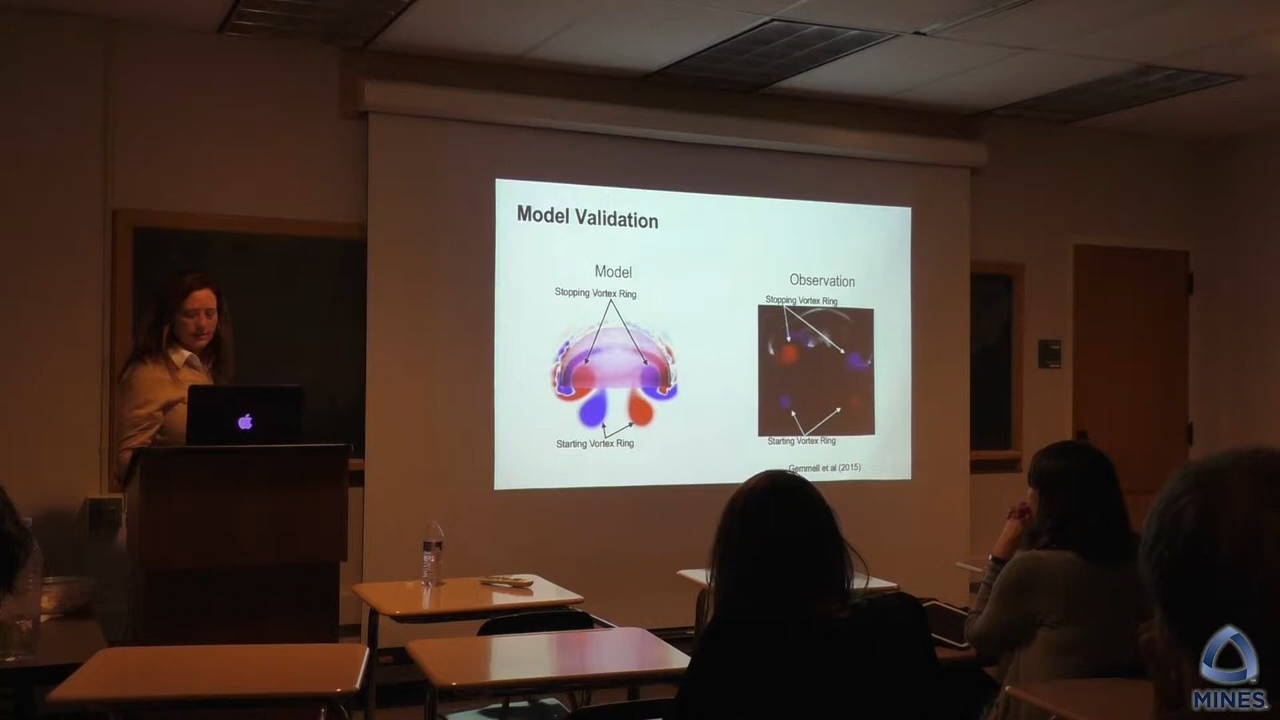 Model Validation
Model
Stopping Vortex Ring
Starting Vortex Ring
Observation
Stopping Vortex Ring
Starting Vortex Ring
Gemmell et al (2015)
MINES